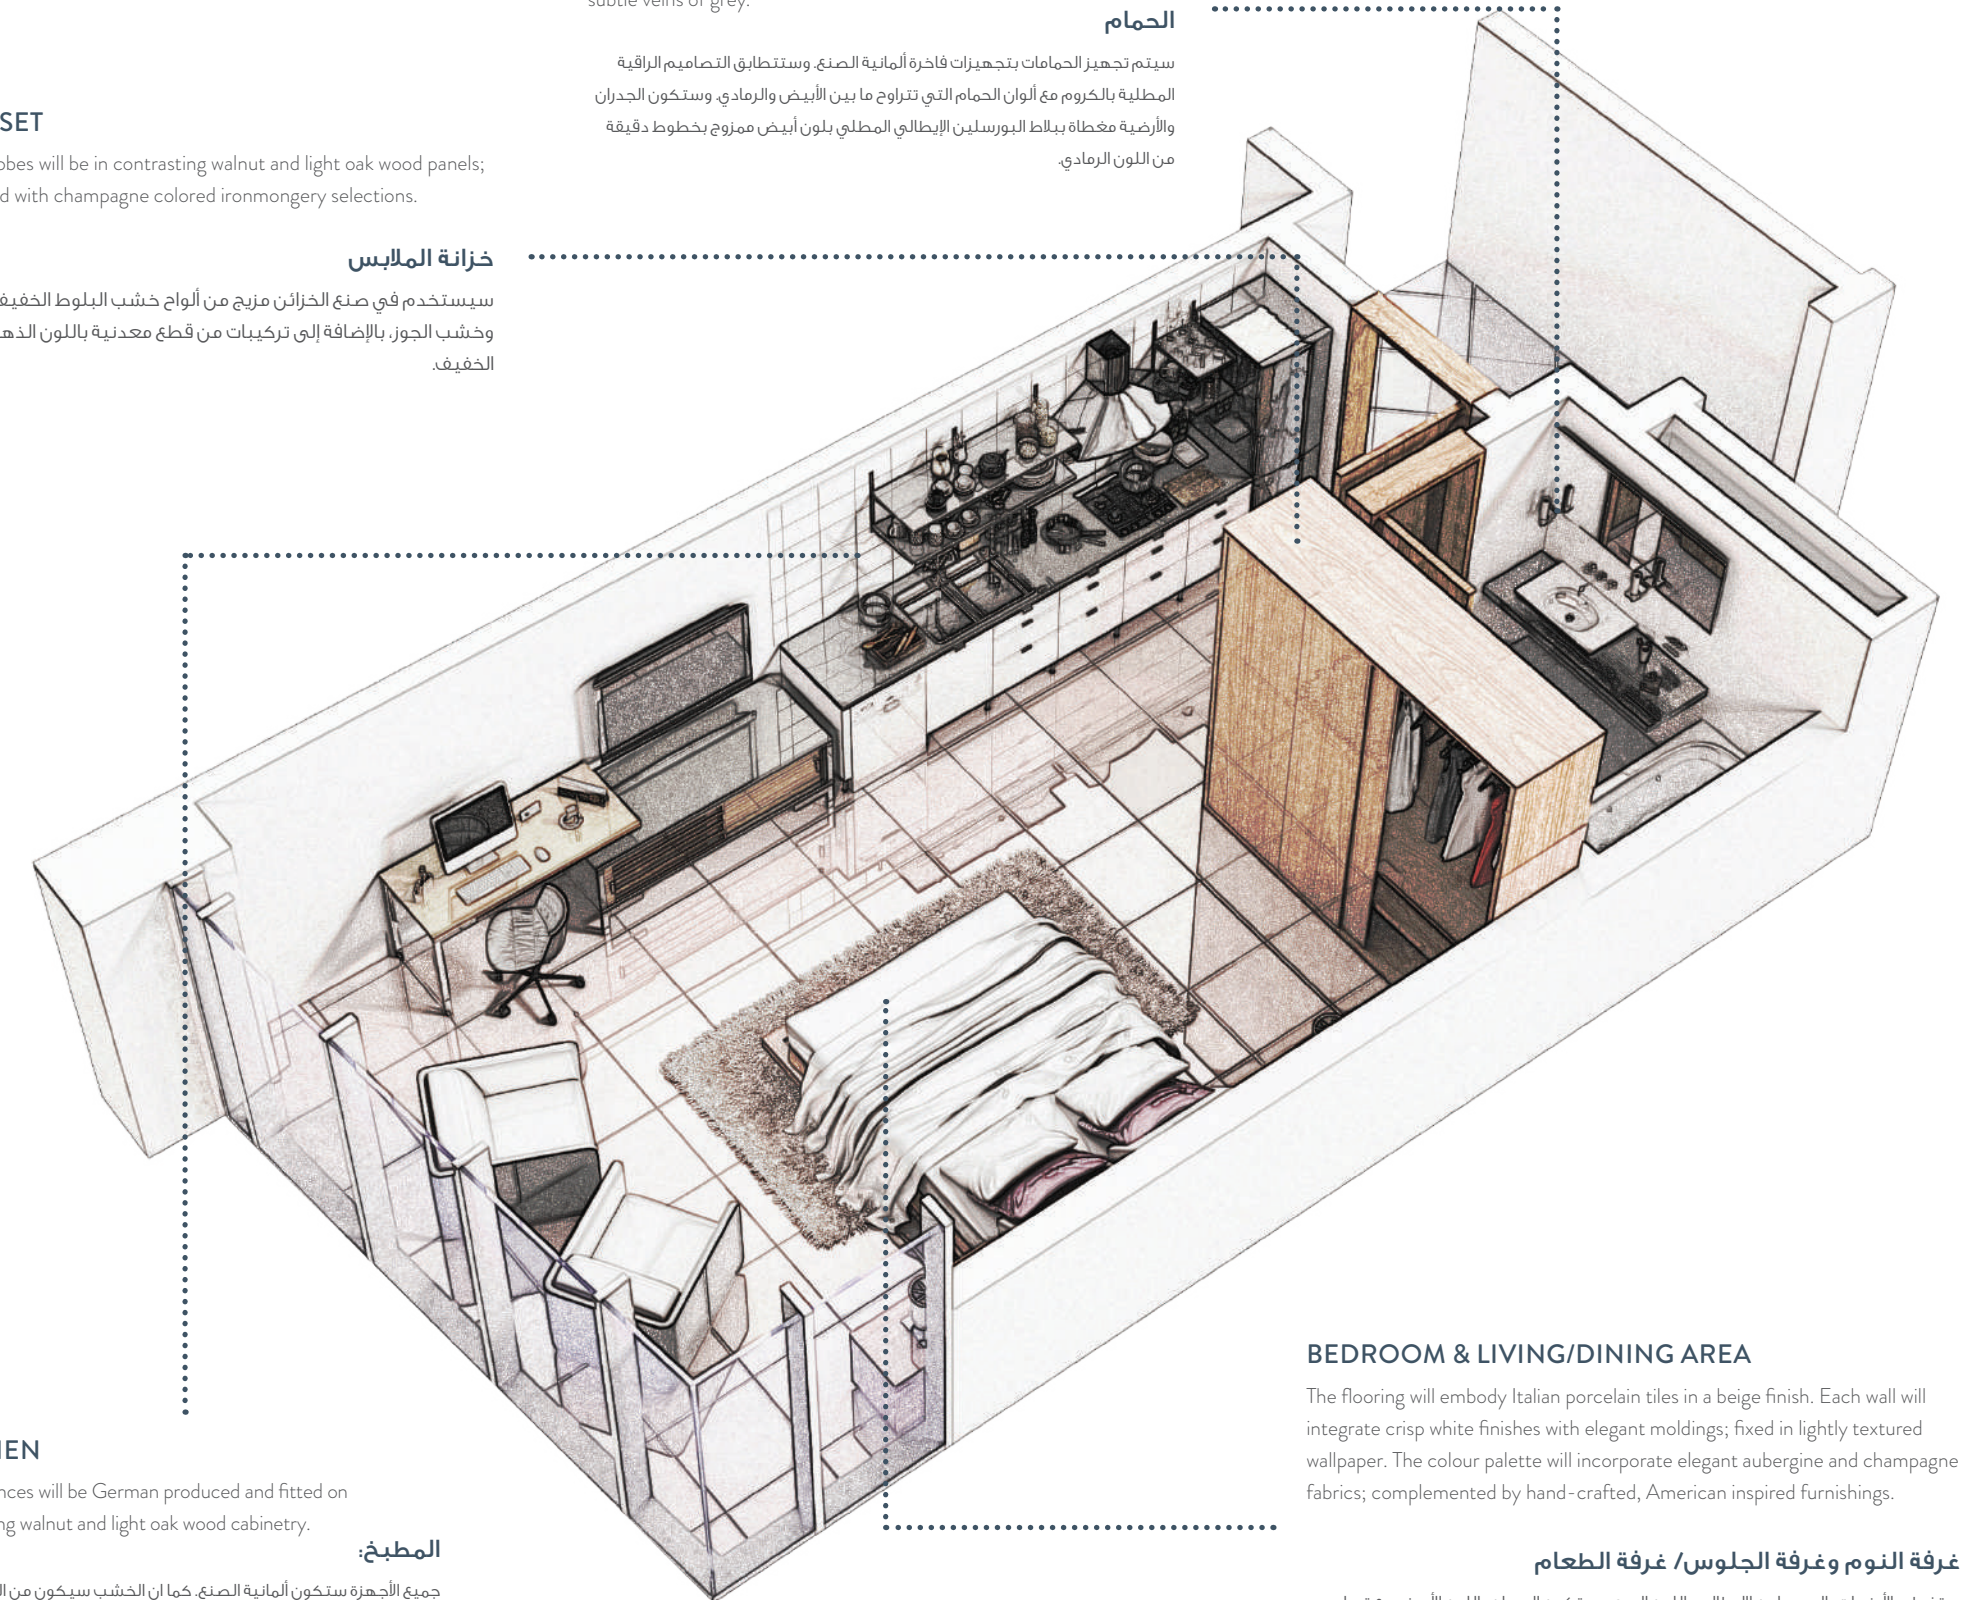 subtle veins of grey.
الحمام
سيتم تجهيز الحمامات بتجهيزات فاخرة ألمانية الصنع. وستتطابق التصاميم الراقية
المطلية بالكروم مع ألوان الحمام التي تتراوح ما بين الأبيض والرمادي. وستكون الجدران
والأرضية مغطاة ببلاط البورسلين الإيطالي المطلي بلون أبيض ممزوج بخطوط دقيقة
من اللون الرمادي.
SET
obes will be in contrasting walnut and light oak wood panels;
d with champagne colored ironmongery selections.
خزانة الملابس
سيستخدم في صنع الخزائن مزيج من ألواح خشب البلوط الخفيف
وخشب الجوز، بالإضافة إلى تركيبات من قطع معدنية باللون الذه
الخفيف.
EN
nces will be German produced and fitted on
ng walnut and light oak wood cabinetry.
المطبخ:
جميع الأجهزة ستكون ألمانية الصنع. كما ان الخشب سيكون من ال
BEDROOM & LIVING/DINING AREA
The flooring will embody Italian porcelain tiles in a beige finish. Each wall will
integrate crisp white finishes with elegant moldings; fixed in lightly textured
wallpaper. The colour palette will incorporate elegant aubergine and champagne
fabrics; complemented by hand-crafted, American inspired furnishings.
غرفة النوم وغرفة الجلوس/ غرفة الطعام